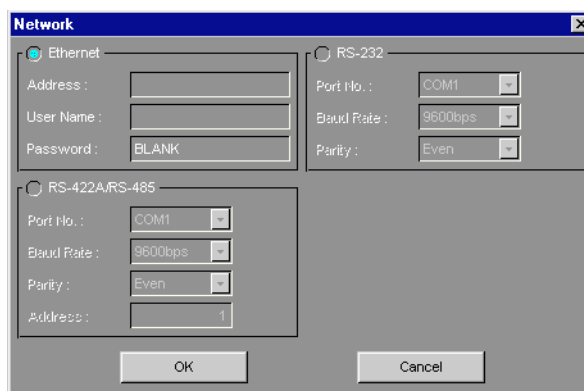 Network
Ethernet
Address :
User Name :
Password : BLANK
RS-232
Port No. : COM1
Baud Rate : 9600bps
Parity : Even
RS-422A/RS-485
Port No. : COM1
Baud Rate : 9600bps
Parity : Even
Address : 1
OK
Cancel